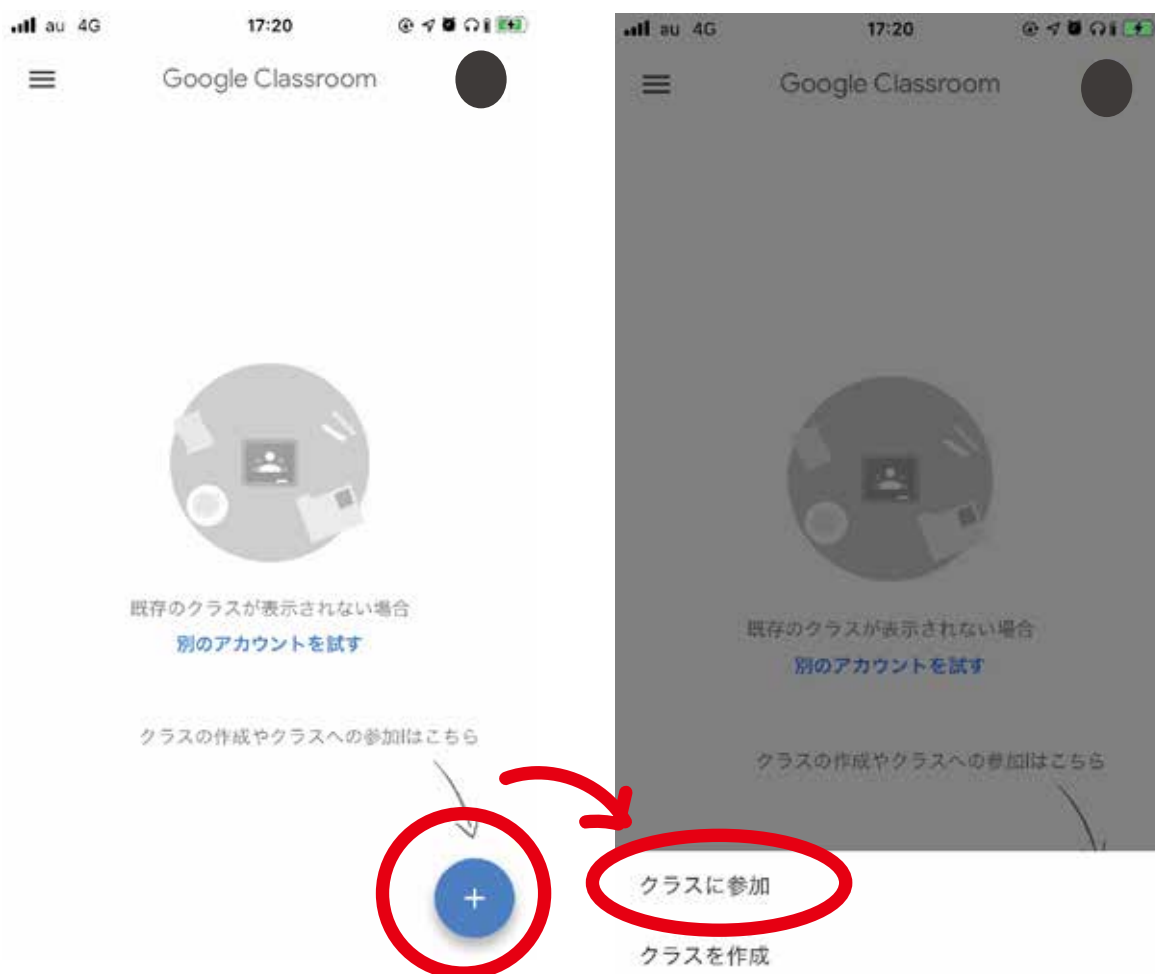 au 4G 17:20
Google Classroom
既存のクラスが表示されない場合
別のアカウントを試す
クラスの作成やクラスへの参加はこちら
+
au 4G 17:20
Google Classroom
既存のクラスが表示されない場合
別のアカウントを試す
クラスの作成やクラスへの参加はこちら
クラスに参加
クラスを作成